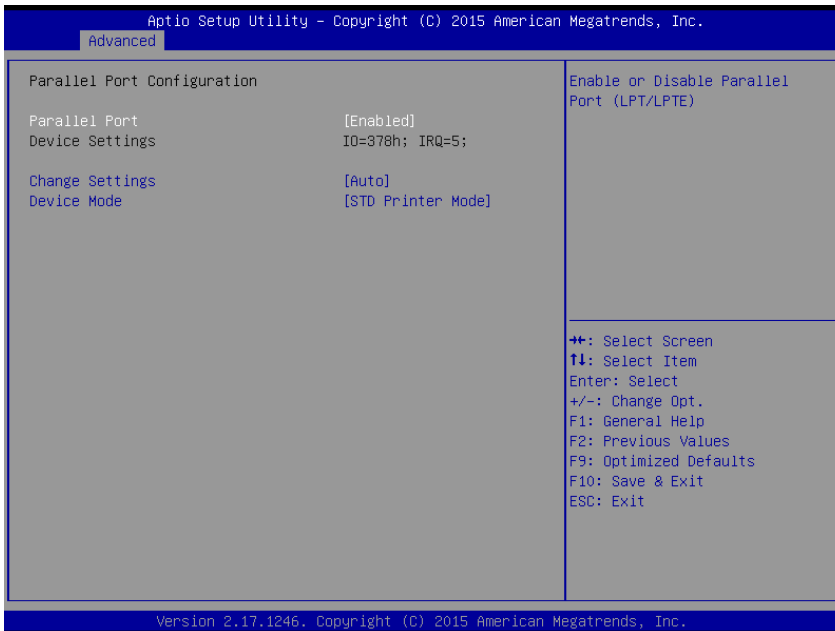 Aptio Setup Utility – Copyright (C) 2015 American Megatrends, Inc.
Advanced
Parallel Port Configuration
Parallel Port [Enabled]
Device Settings IO=378h; IRQ=5;
Change Settings [Auto]
Device Mode [STD Printer Mode]
Enable or Disable Parallel
Port (LPT/LPTE)
→←: Select Screen
↑↓: Select Item
Enter: Select
+/-: Change Opt.
F1: General Help
F2: Previous Values
F9: Optimized Defaults
F10: Save & Exit
ESC: Exit
Version 2.17.1246. Copyright (C) 2015 American Megatrends, Inc.